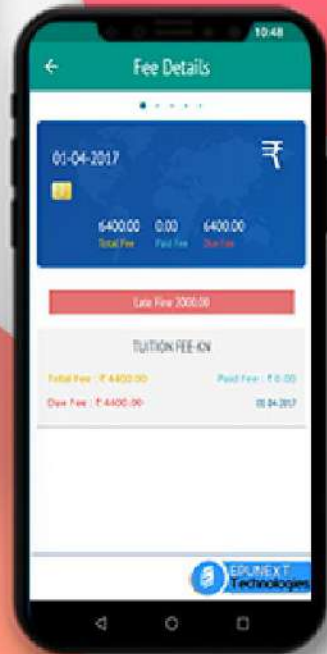 10:48
Fee Details
01-04-2017 ₹
6400.00 0.00 6400.00
Total Fee Paid Fee Due Fee
Late Fine 2000.00
TUITION FEE-KN
Total Fee : ₹ 4400.00 Paid Fee : ₹ 0.00
Due Fee : ₹ 4400.00 01-04-2017
EDUNEXT
Technologies